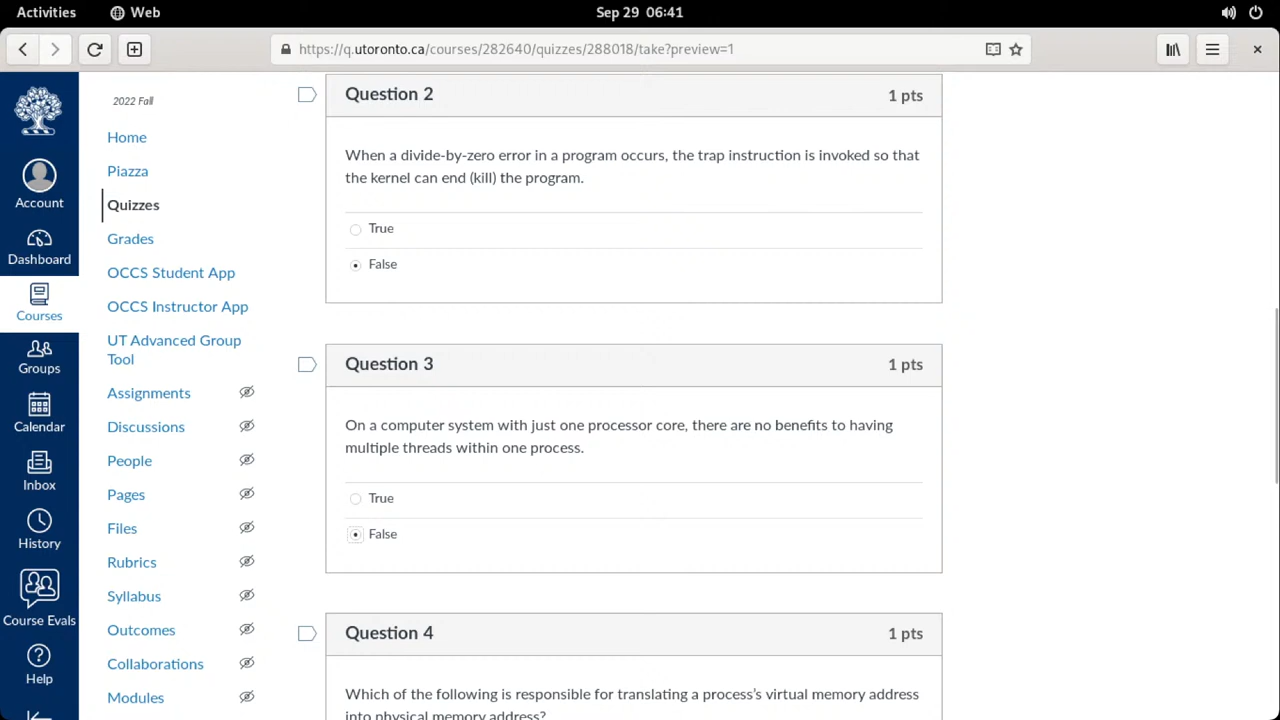 Activities
Web
Sep 29 06:41
https://q.utoronto.ca/courses/282640/quizzes/288018/take?preview=1
Account
Dashboard
Courses
Groups
Calendar
Inbox
History
Course Evals
Help
2022 Fall
Home
Piazza
Quizzes
Grades
OCCS Student App
OCCS Instructor App
UT Advanced Group
Tool
Assignments
Discussions
People
Pages
Files
Rubrics
Syllabus
Outcomes
Collaborations
Modules
Question 2
1 pts
When a divide-by-zero error in a program occurs, the trap instruction is invoked so that
the kernel can end (kill) the program.
True
False
Question 3
1 pts
On a computer system with just one processor core, there are no benefits to having
multiple threads within one process.
True
False
Question 4
1 pts
Which of the following is responsible for translating a process's virtual memory address
into physical memory address?